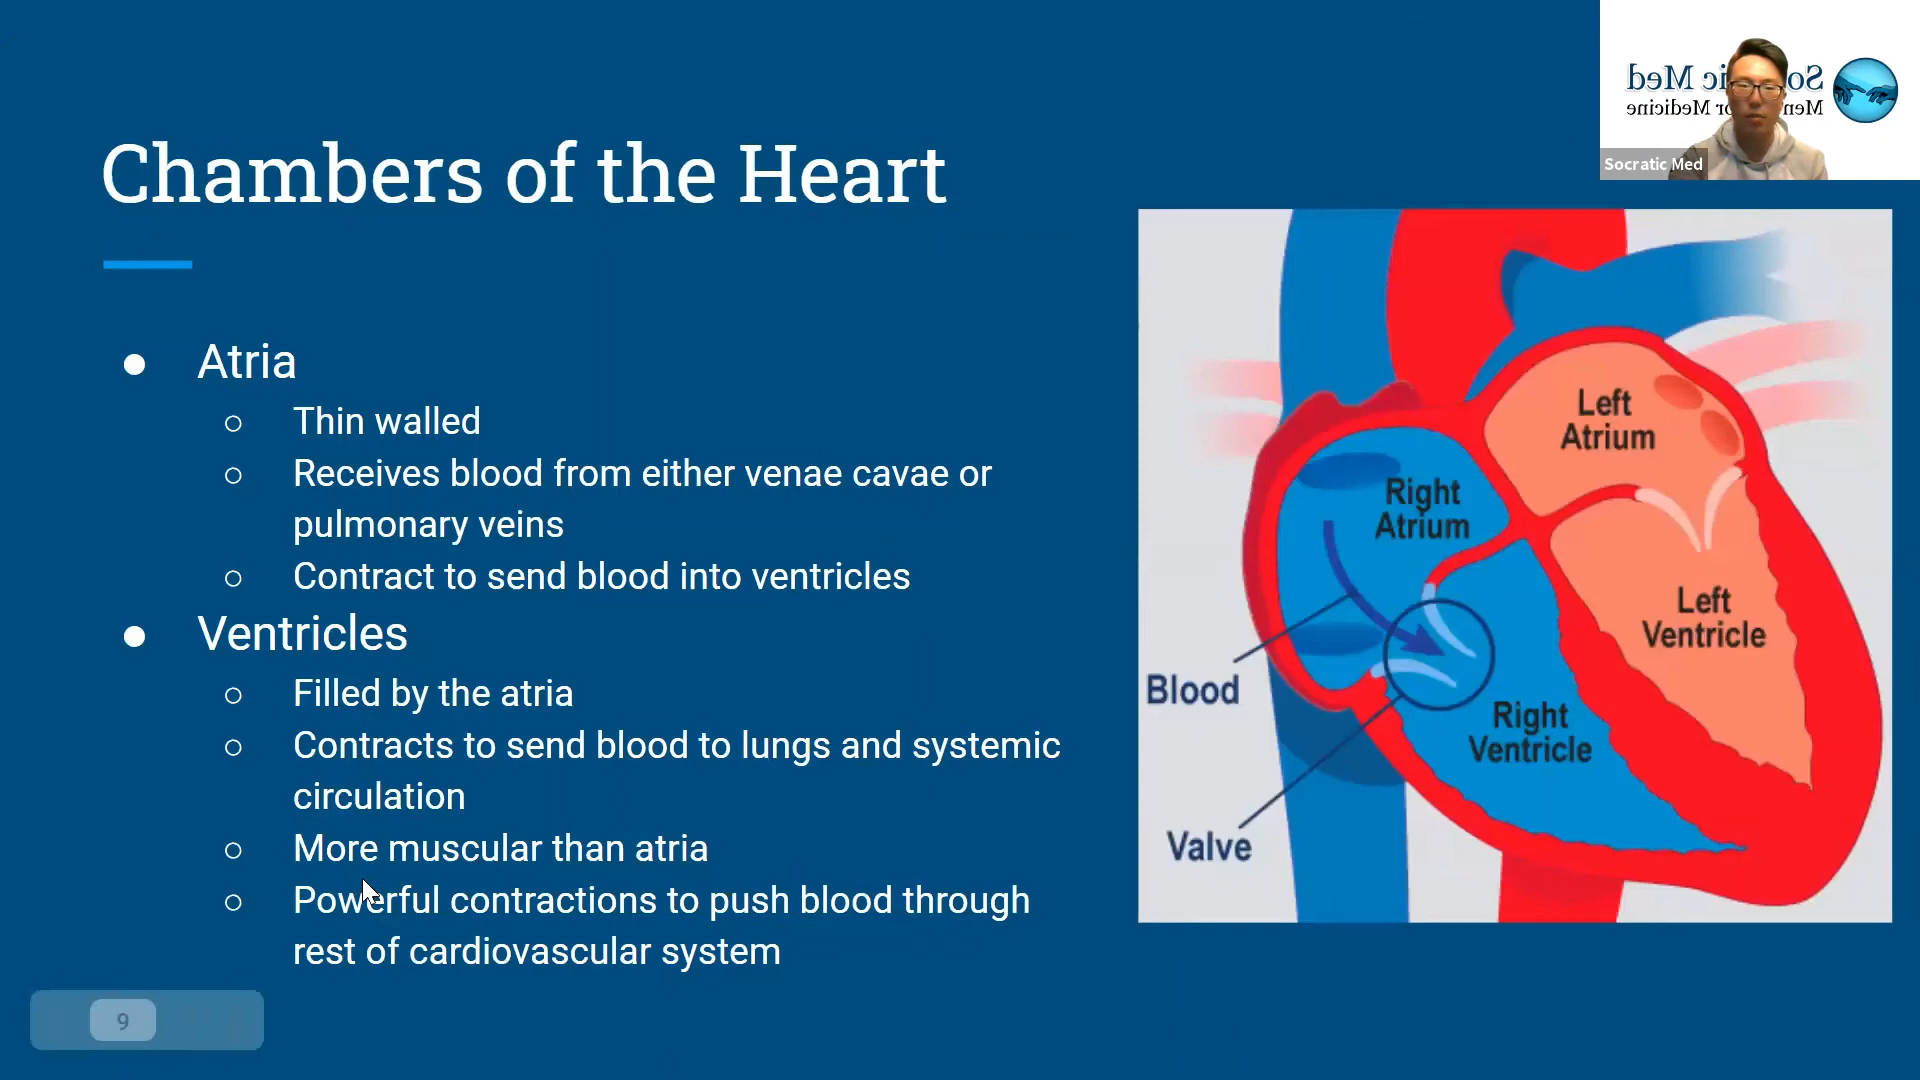 Chambers of the Heart
● Atria
○ Thin walled
○ Receives blood from either venae cavae or
pulmonary veins
○ Contract to send blood into ventricles
● Ventricles
○ Filled by the atria
○ Contracts to send blood to lungs and systemic
circulation
○ More muscular than atria
○ Powerful contractions to push blood through
rest of cardiovascular system
9
Med
Medicine
Socratic Med
Left
Atrium
Right
Atrium
Left
Ventricle
Blood
Right
Ventricle
Valve